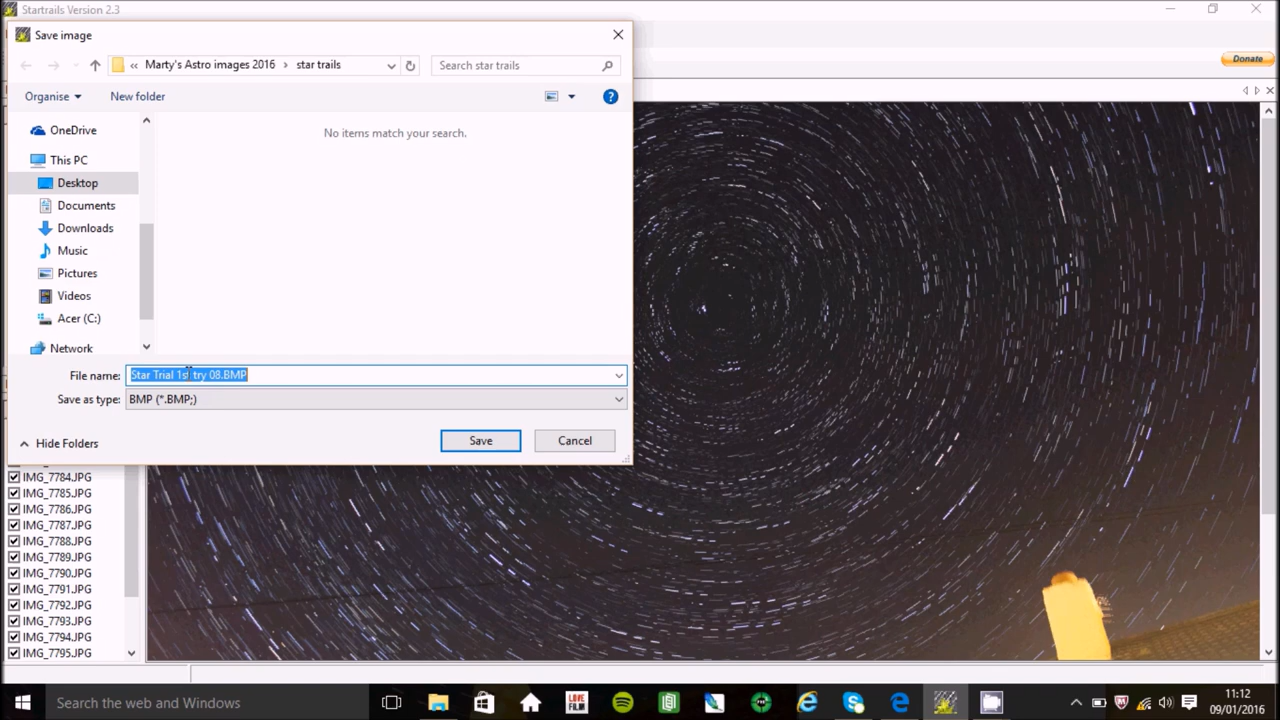 Startrails Version 2.3
Save image
« Marty's Astro images 2016 > star trails
Search star trails
Donate
Organise
New folder
No items match your search.
OneDrive
This PC
Desktop
Documents
Downloads
Music
Pictures
Videos
Acer (C:)
Network
File name: Star Trial 1st try 08.BMP
Save as type: BMP (*.BMP;)
Hide Folders
Save
Cancel
IMG_7784.JPG
IMG_7785.JPG
IMG_7786.JPG
IMG_7787.JPG
IMG_7788.JPG
IMG_7789.JPG
IMG_7790.JPG
IMG_7791.JPG
IMG_7792.JPG
IMG_7793.JPG
IMG_7794.JPG
IMG_7795.JPG
Search the web and Windows
LOVE
FILM
11:12
09/01/2016